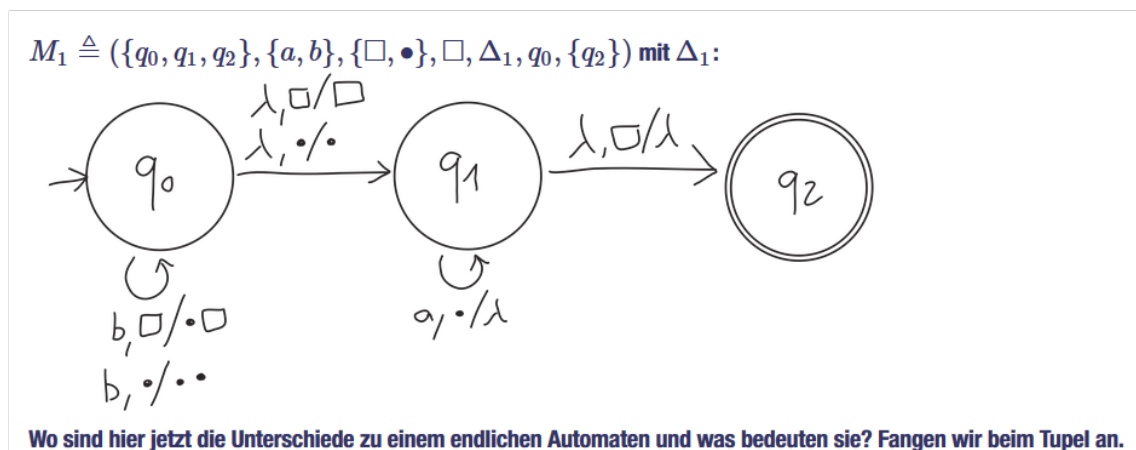 M₁ ≜ ({q₀, q₁, q₂}, {a, b}, {□, •}, □, Δ₁, q₀, {q₂}) mit Δ₁:
λ,□/□
λ,•/•
λ,□/λ
q₀
q₁
q₂
b,□/•□
b,•/••
a,•/λ
Wo sind hier jetzt die Unterschiede zu einem endlichen Automaten und was bedeuten sie? Fangen wir beim Tupel an.